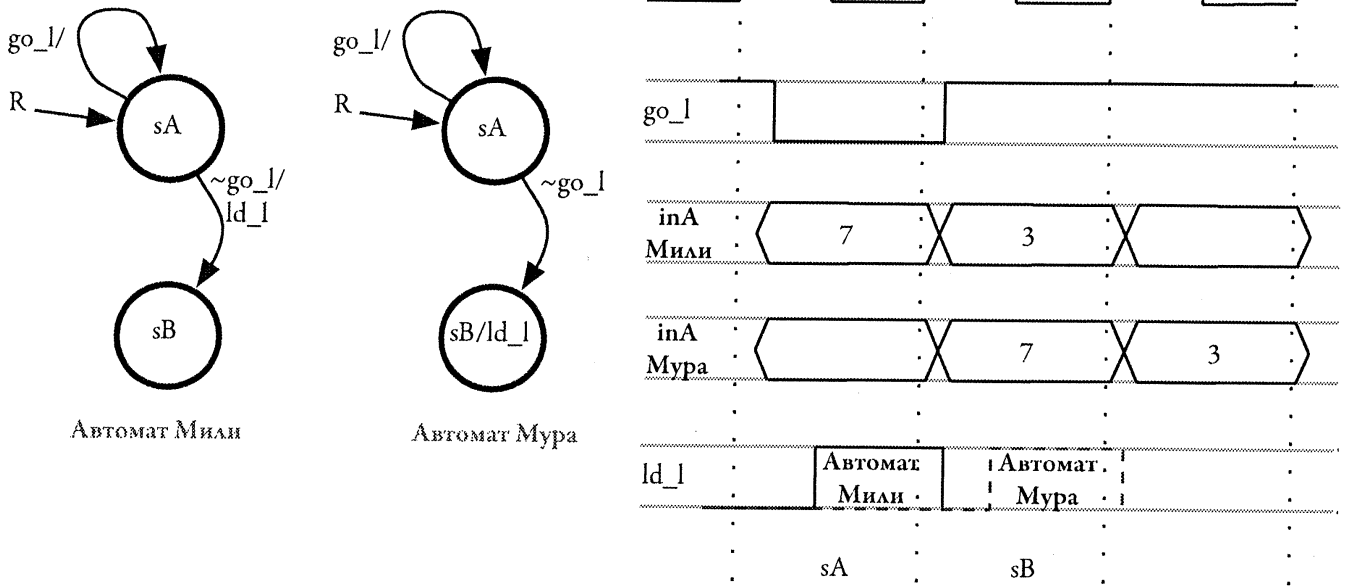 go_l/
R
sA
~go_l/
ld_l
sB
Автомат Мили
go_l/
R
sA
~go_l
sB/ld_l
Автомат Мура
go_l
inA
Мили
7
3
inA
Мура
7
3
ld_l
Автомат
Мили
Автомат
Мура
sA
sB